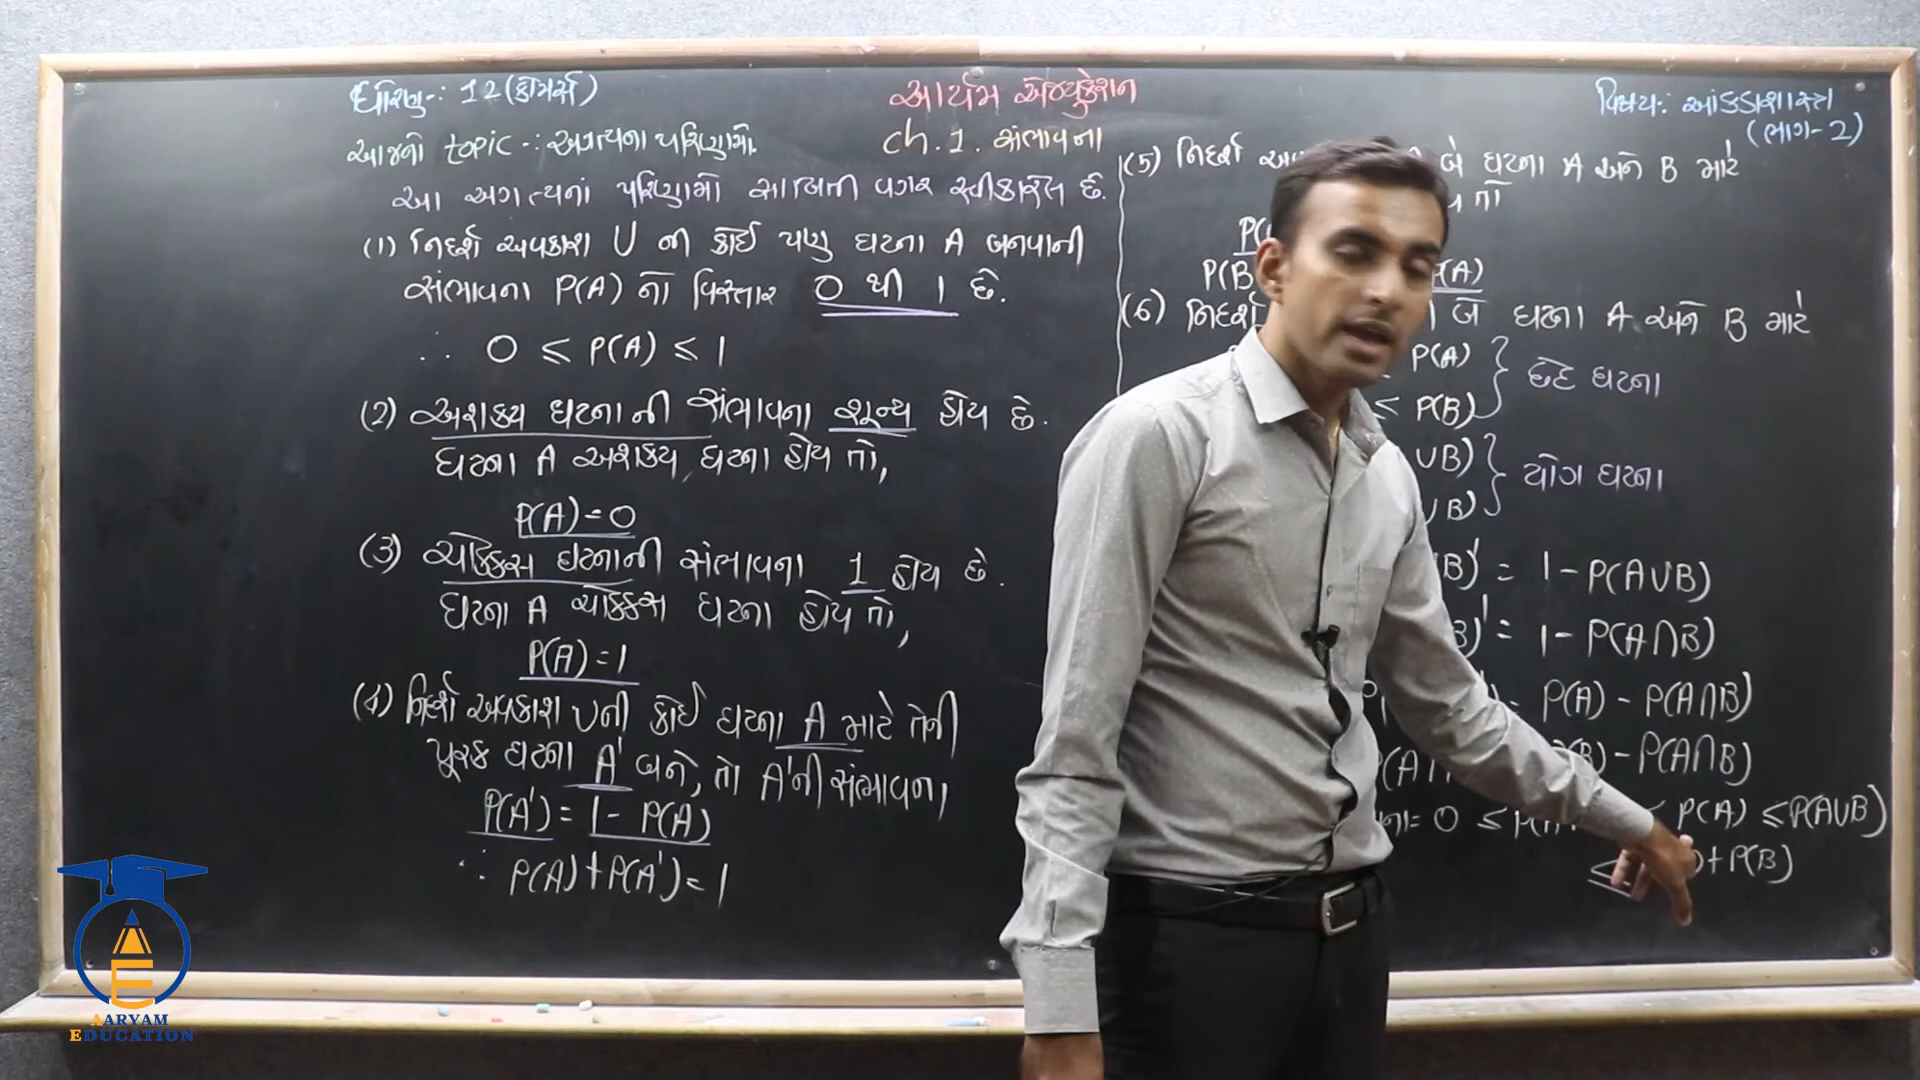 ધોરણ-: 12 (કોમર્સ)
આર્યમ એજ્યુકેશન
વિષય: આંકડાશાસ્ત્ર
(ભાગ-2)
આજનો topic -: અગત્યના પરિણામો.
ch. 1. સંભાવના
આ અગત્યનાં પરિણામો સાબિતી વગર સ્વીકારેલ છે.
(1) નિદર્શ અવકાશ U ની કોઈ પણ ઘટના A બનવાની
સંભાવના P(A) નો વિસ્તાર 0 થી 1 છે.
∴ 0 ≤ P(A) ≤ 1
(2) અશક્ય ઘટનાની સંભાવના શૂન્ય હોય છે.
ઘટના A અશક્ય ઘટના હોય તો,
P(A) = 0
(3) ચોક્કસ ઘટનાની સંભાવના 1 હોય છે.
ઘટના A ચોક્કસ ઘટના હોય તો,
P(A) = 1
(4) નિદર્શ અવકાશ U ની કોઈ ઘટના A માટે તેની
પૂરક ઘટના A' બને, તો A' ની સંભાવના
P(A') = 1 - P(A)
∴ P(A) + P(A') = 1
(5) નિદર્શ બે ઘટના A અને B માટે
તો
P(B (A)
(6) નિદર્શ બે ઘટના A અને B માટે
P(A) } છેદ ઘટના
≤ P(B)
∪B) } યોગ ઘટના
∪B)
B)' = 1 - P(A∪B)
B)' = 1 - P(A∩B)
= P(A) - P(A∩B)
P(A∩ B) - P(A∩B)
0 ≤ P(A P(A) ≤ P(A∪B)
≤ + P(B)
AARYAM
EDUCATION